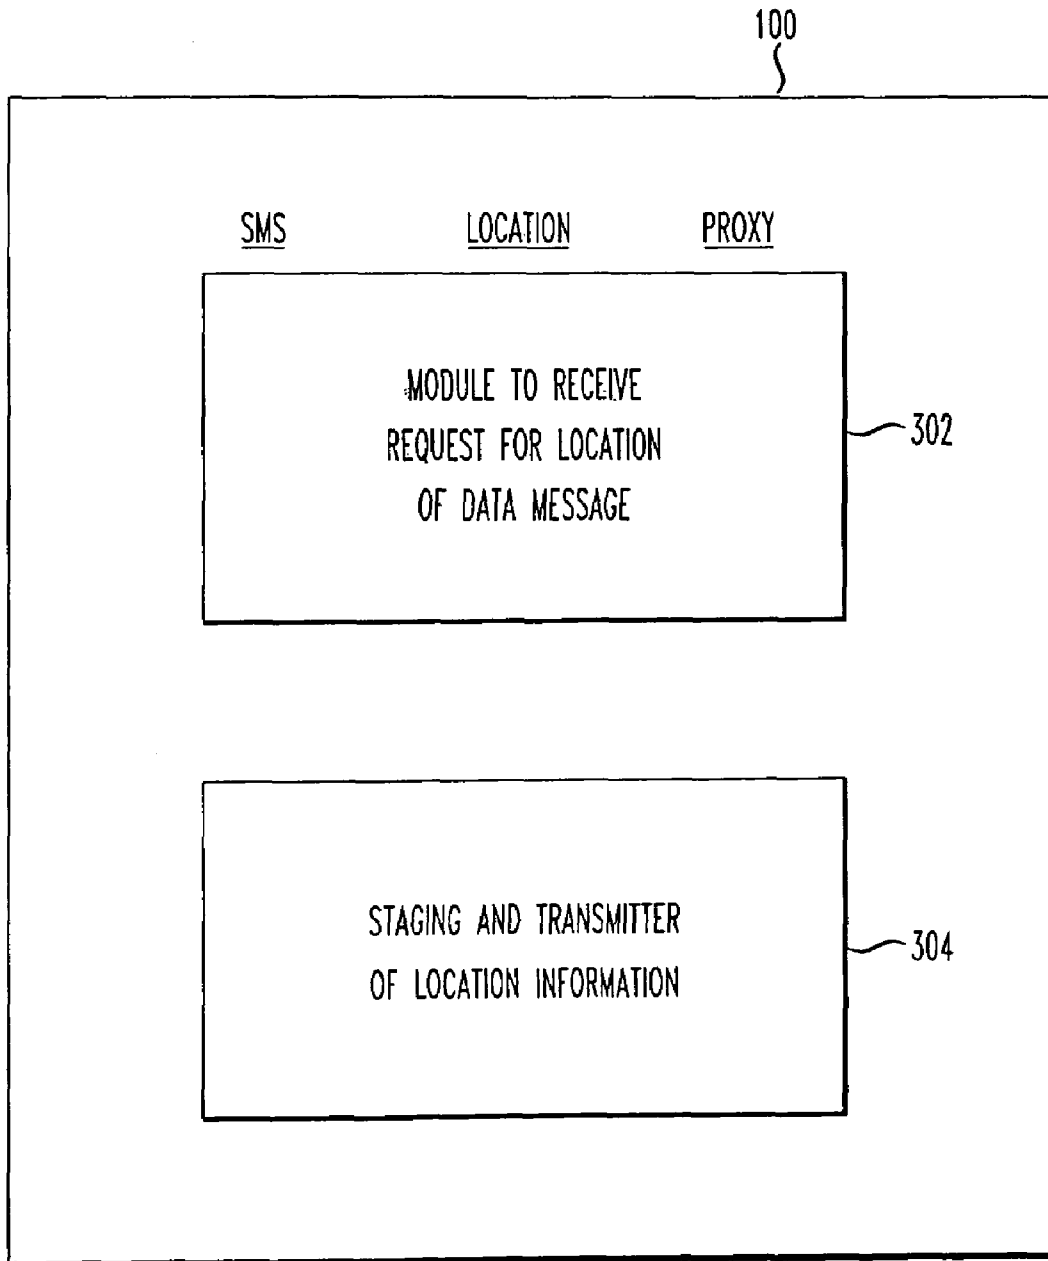 100
SMS LOCATION PROXY
MODULE TO RECEIVE
REQUEST FOR LOCATION
OF DATA MESSAGE
302
STAGING AND TRANSMITTER
OF LOCATION INFORMATION
304